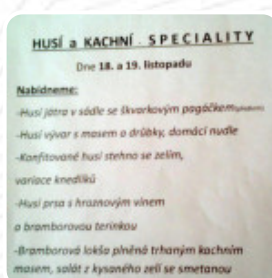 HUSÍ a KACHNÍ SPECIALITY
Dne 18. a 19. listopadu
Nabídneme:
-Husí játra v sádle se škvarkovým pagáčkem
-Husí vývar s masem a drůbky, domácí nudle
-Konfitované husí stehno se zelím,
variace knedlíků
-Husí prsa s hroznovým vínem
a bramborovou terinkou
-Bramborová lokša plněná trhaným kachním
masem, salát z kysaného zelí se smetanou